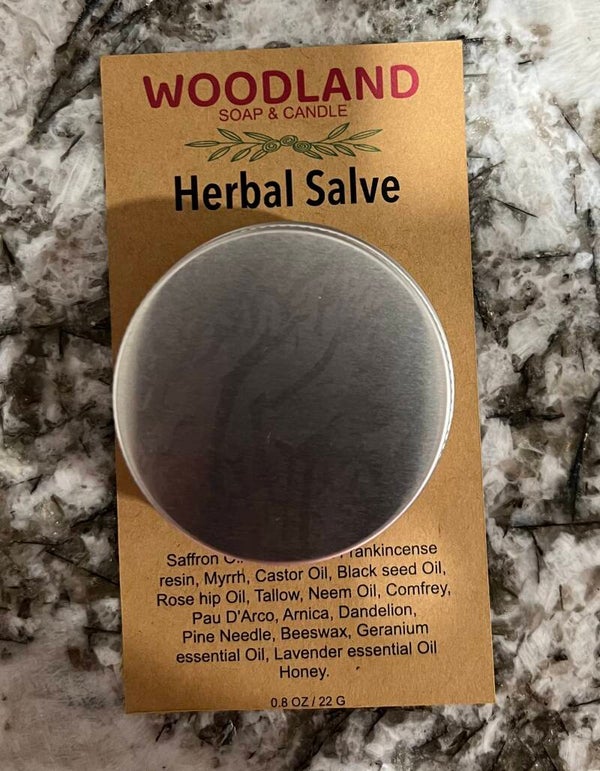 WOODLAND
SOAP & CANDLE
Herbal Salve
Saffron
resin, Myrrh, Castor Oil, Black seed Oil,
Rose hip Oil, Tallow, Neem Oil, Comfrey,
Pau D'Arco, Arnica, Dandelion,
Pine Needle, Beeswax, Geranium
essential Oil, Lavender essential Oil
Honey.
0.8 OZ / 22 G